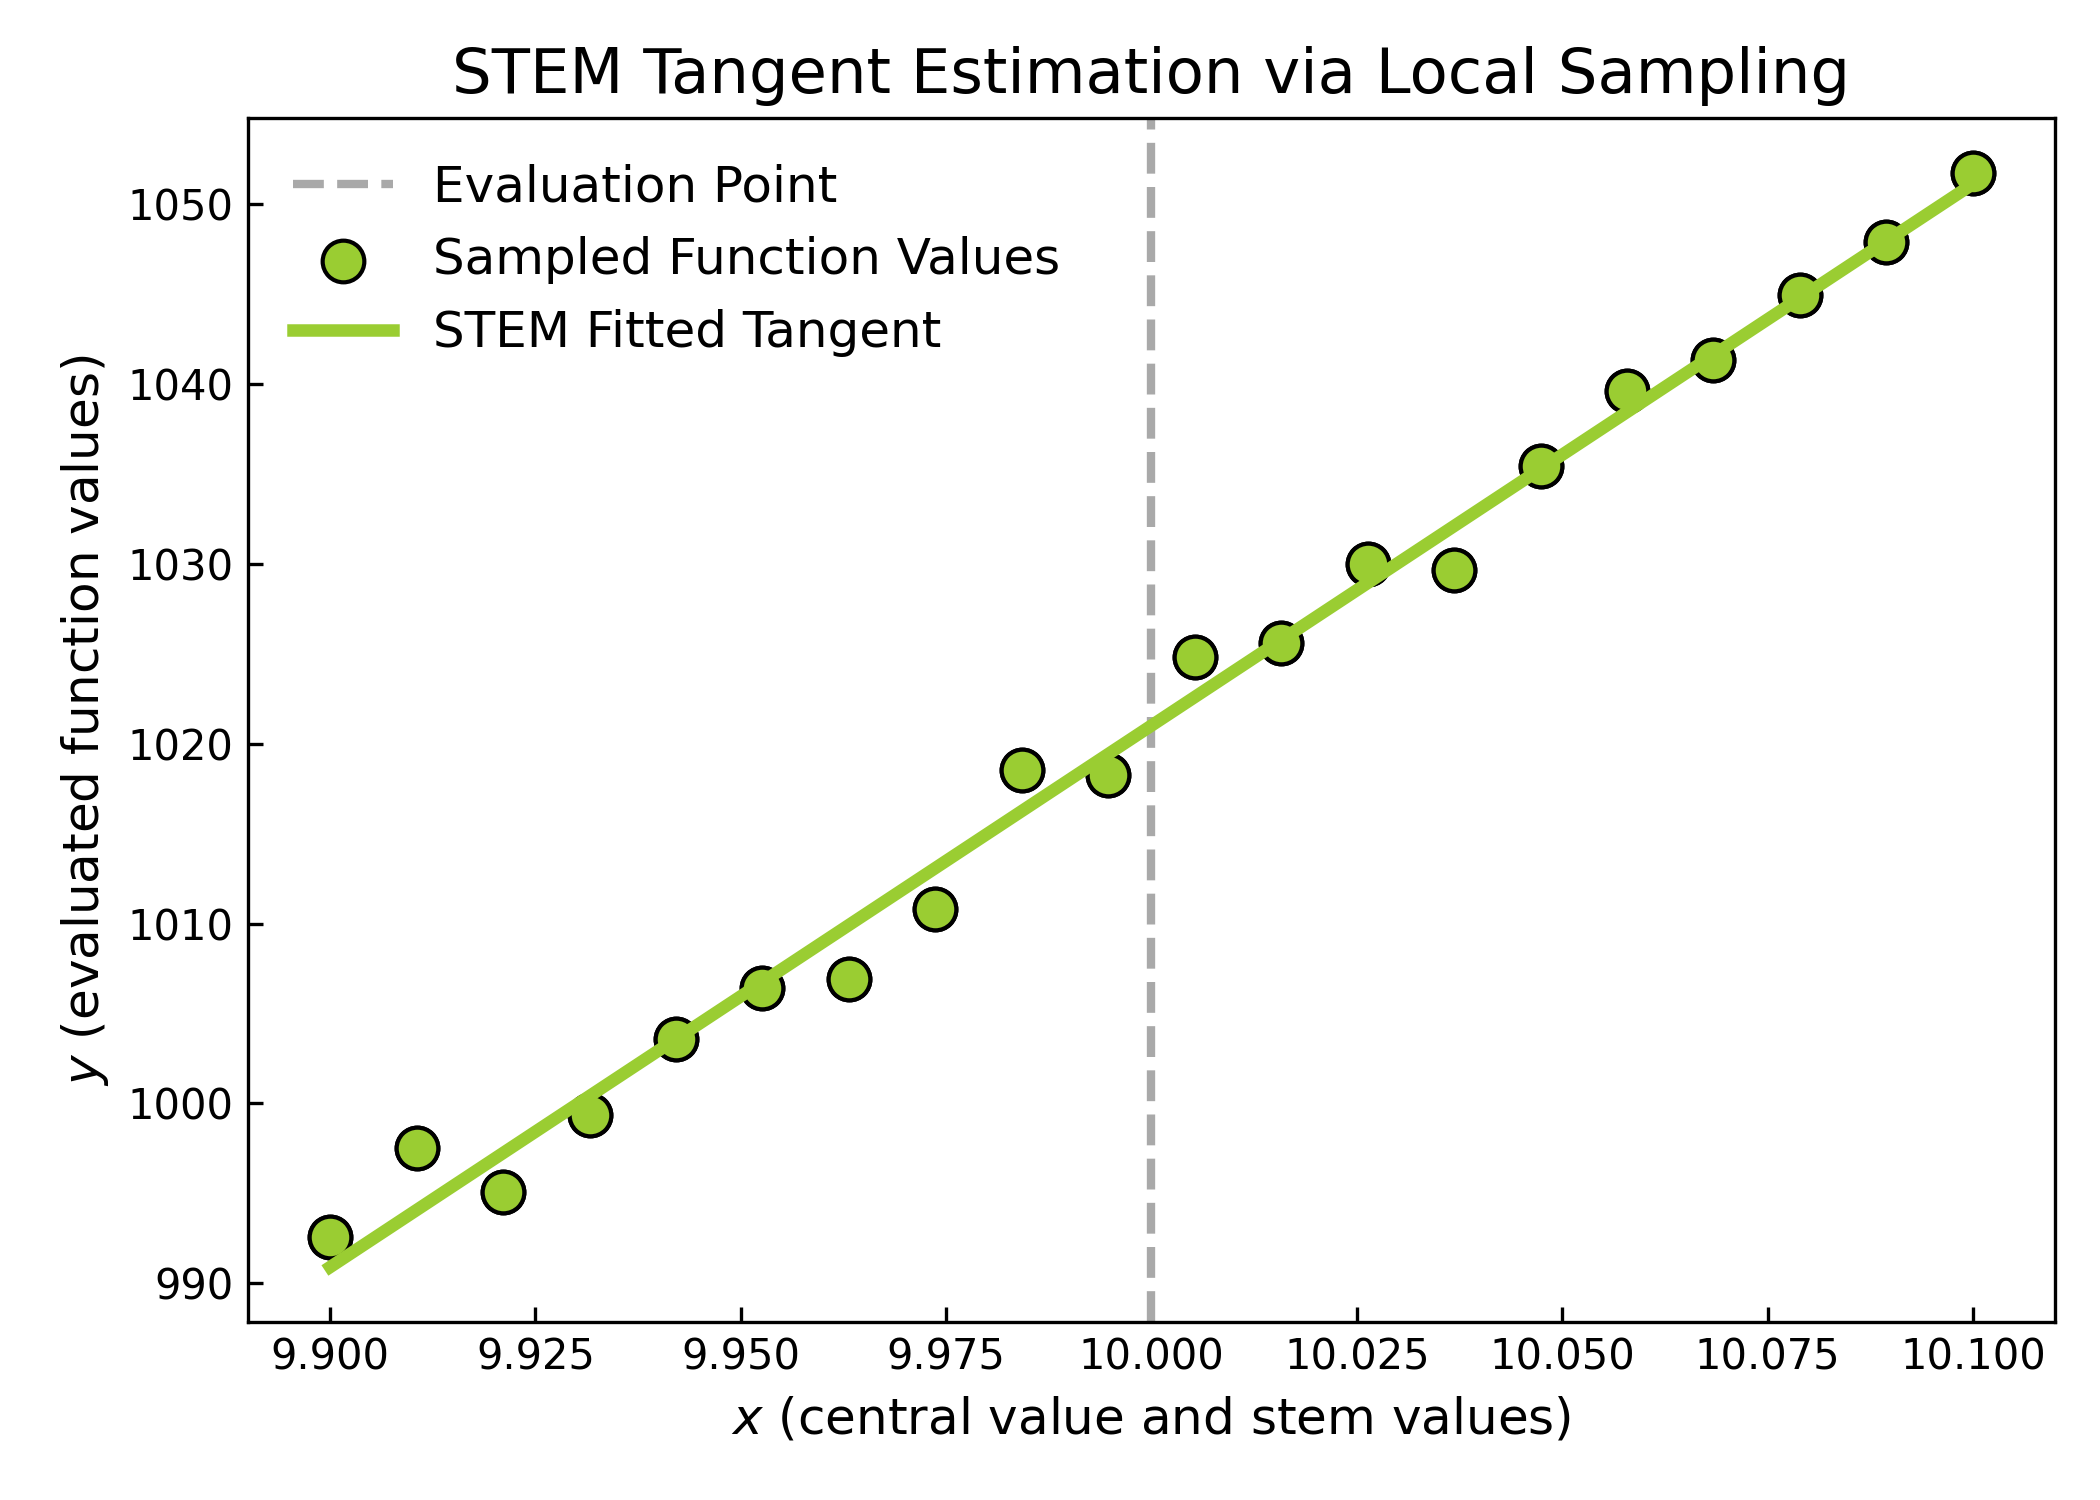 STEM Tangent Estimation via Local Sampling
Evaluation Point
Sampled Function Values
STEM Fitted Tangent
y (evaluated function values)
1050
1040
1030
1020
1010
1000
990
9.900 9.925 9.950 9.975 10.000 10.025 10.050 10.075 10.100
x (central value and stem values)